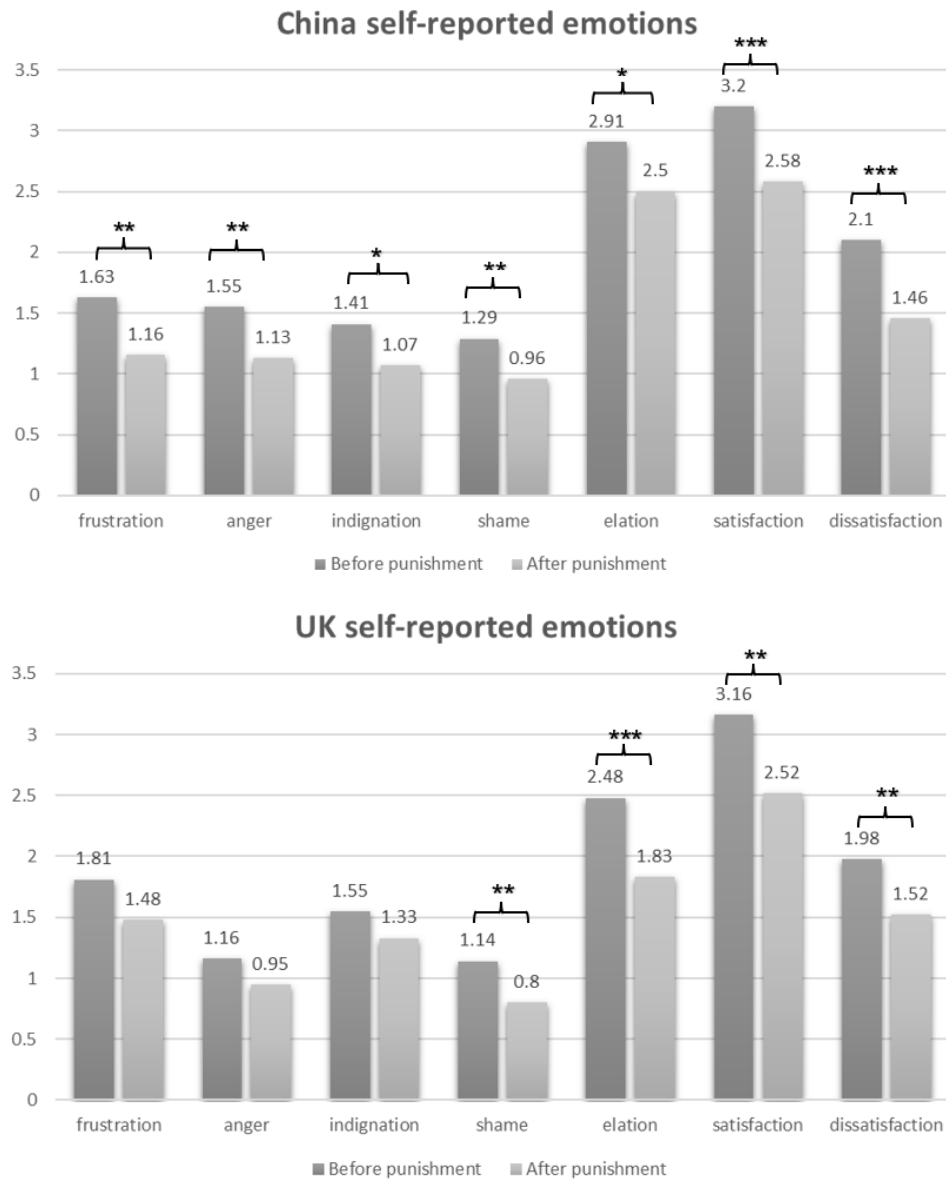 China self-reported emotions
3.5
3
2.5
2
1.5
1
0.5
0
** ** * ** * *** ***
1.63 1.16 1.55 1.13 1.41 1.07 1.29 0.96 2.91 2.5 3.2 2.58 2.1 1.46
frustration anger indignation shame elation satisfaction dissatisfaction
Before punishment After punishment
UK self-reported emotions
3.5
3
2.5
2
1.5
1
0.5
0
** *** ** **
1.81 1.48 1.16 0.95 1.55 1.33 1.14 0.8 2.48 1.83 3.16 2.52 1.98 1.52
frustration anger indignation shame elation satisfaction dissatisfaction
Before punishment After punishment